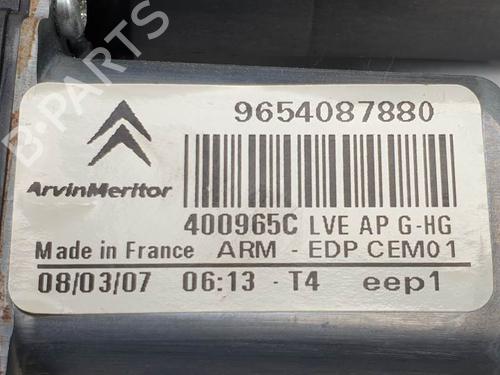 9654087880
ArvinMeritor
400965C LVE AP G-HG
Made in France ARM - EDP CEM01
08/03/07 06:13 - T4 eep1
B-PARTS